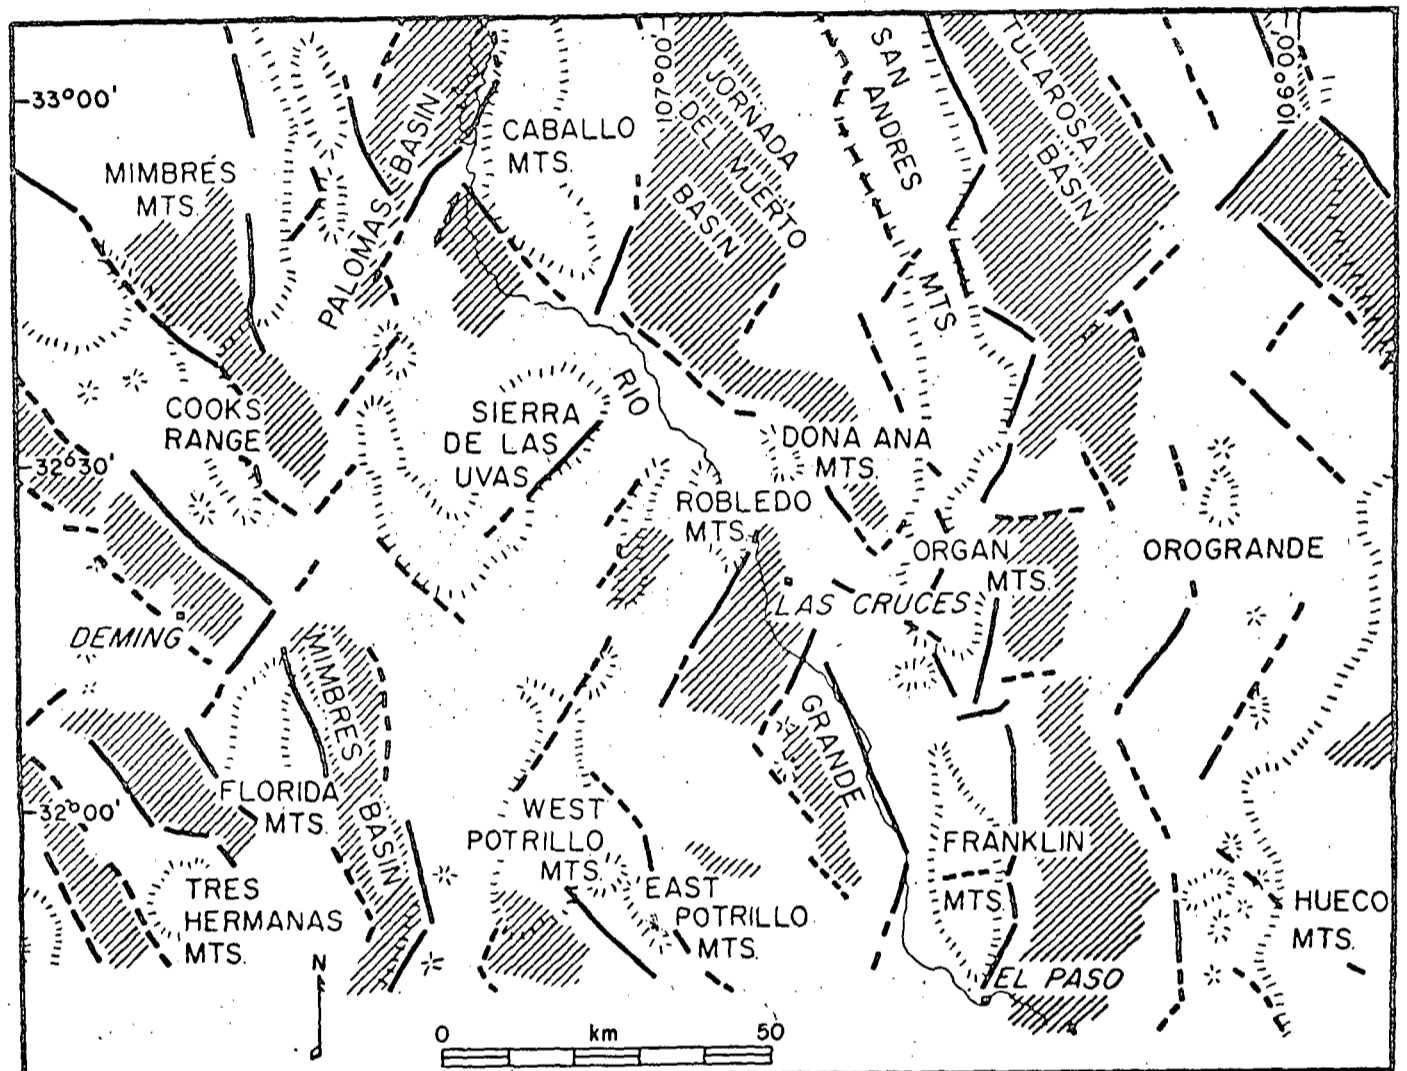 33°00'
MIMBRES
MTS.
PALOMAS BASIN
CABALLO
MTS.
107°00'
JORNADA
DEL MUERTO
BASIN
SAN
ANDRES
MTS.
TULAROSA
BASIN
106°00'
COOKS
RANGE
32°30'
SIERRA
DE LAS
UVAS
RIO
DONA ANA
MTS.
ROBLEDO
MTS.
ORGAN
MTS.
OROGRANDE
LAS CRUCES
DEMING
MIMBRES
BASIN
GRANDE
32°00'
FLORIDA
MTS.
WEST
POTRILLO
MTS.
FRANKLIN
MTS.
TRES
HERMANAS
MTS.
EAST
POTRILLO
MTS.
HUECO
MTS.
EL PASO
N
0 km 50